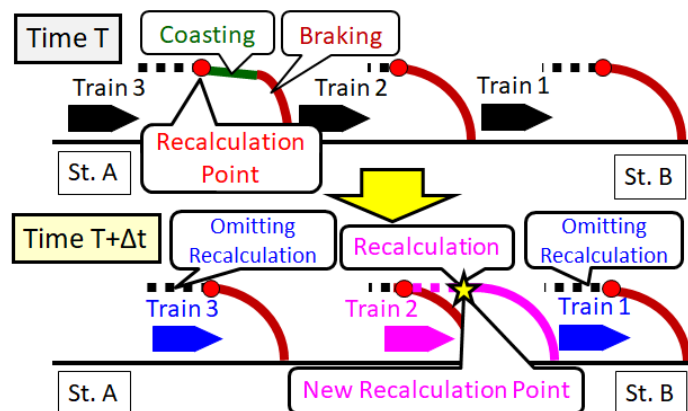 Time T
Coasting
Braking
Train 3
Train 2
Train 1
Recalculation
Point
St. A
St. B
Time T+Δt
Omitting
Recalculation
Recalculation
Omitting
Recalculation
Train 3
Train 2
Train 1
St. A
New Recalculation Point
St. B